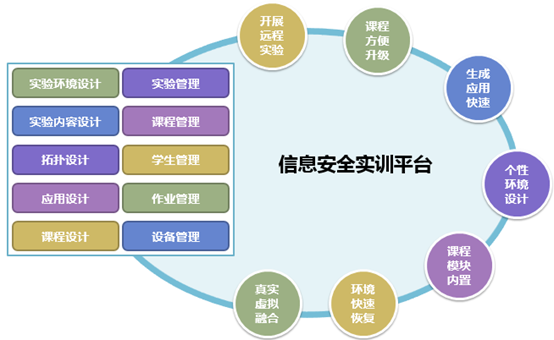 开展
远程
实验
课程
方便
升级
生成
应用
快速
个性
环境
设计
课程
模块
内置
环境
快速
恢复
真实
虚拟
融合
信息安全实训平台
实验环境设计 实验管理
实验内容设计 课程管理
拓扑设计 学生管理
应用设计 作业管理
课程设计 设备管理